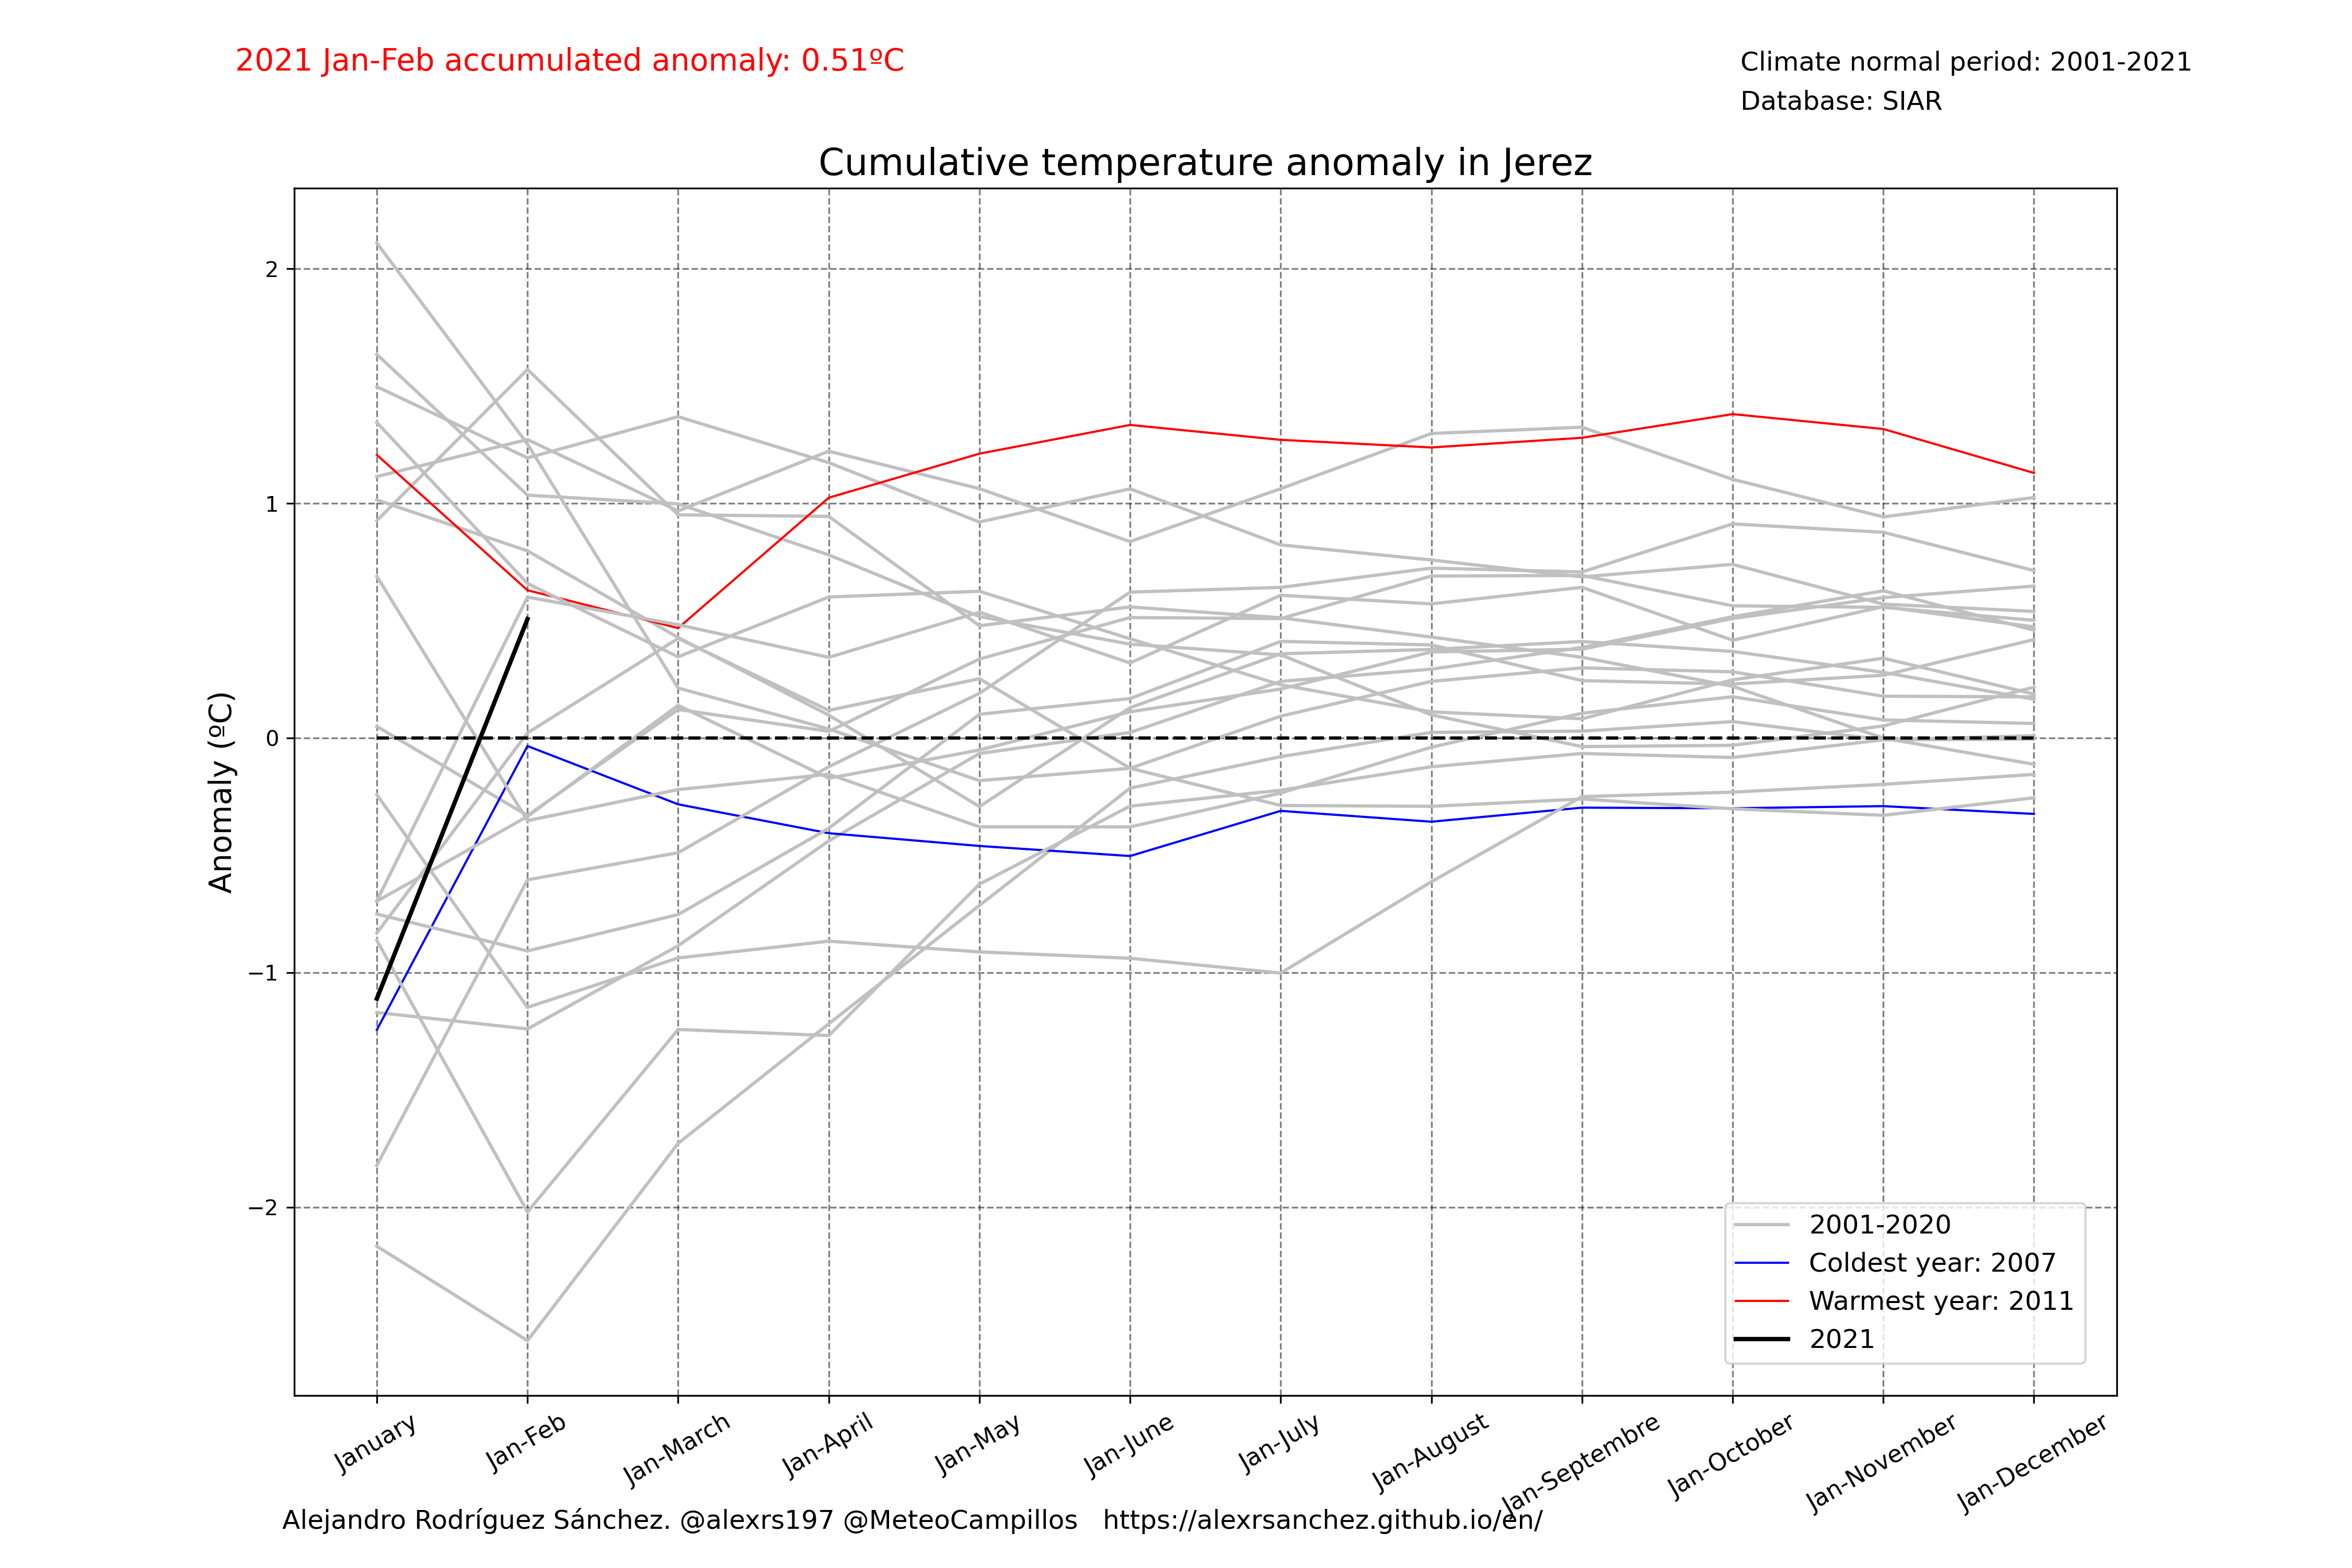 2021 Jan-Feb accumulated anomaly: 0.51ºC
Climate normal period: 2001-2021
Database: SIAR
Cumulative temperature anomaly in Jerez
Anomaly (ºC)
2
1
0
−1
−2
2001-2020
Coldest year: 2007
Warmest year: 2011
2021
January
Jan-Feb
Jan-March
Jan-April
Jan-May
Jan-June
Jan-July
Jan-August
Jan-Septembre
Jan-October
Jan-November
Jan-December
Alejandro Rodríguez Sánchez. @alexrs197 @MeteoCampillos https://alexrsanchez.github.io/en/